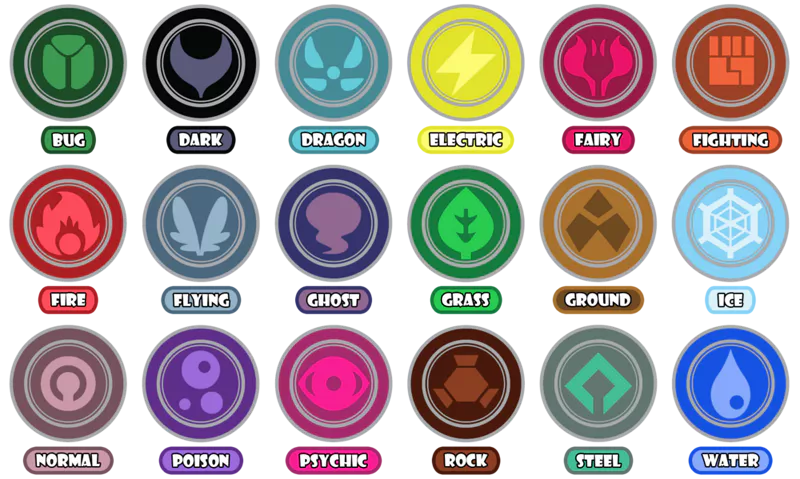 BUG
DARK
DRAGON
ELECTRIC
FAIRY
FIGHTING
FIRE
FLYING
GHOST
GRASS
GROUND
ICE
NORMAL
POISON
PSYCHIC
ROCK
STEEL
WATER